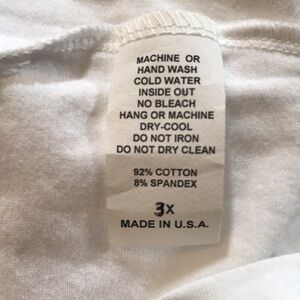 MACHINE OR
HAND WASH
COLD WATER
INSIDE OUT
NO BLEACH
HANG OR MACHINE
DRY-COOL
DO NOT IRON
DO NOT DRY CLEAN
92% COTTON
8% SPANDEX
3X
MADE IN U.S.A.